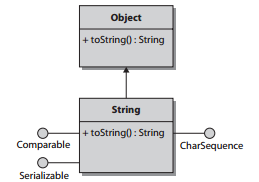 Object
+ toString() : String
String
+ toString() : String
Comparable
CharSequence
Serializable